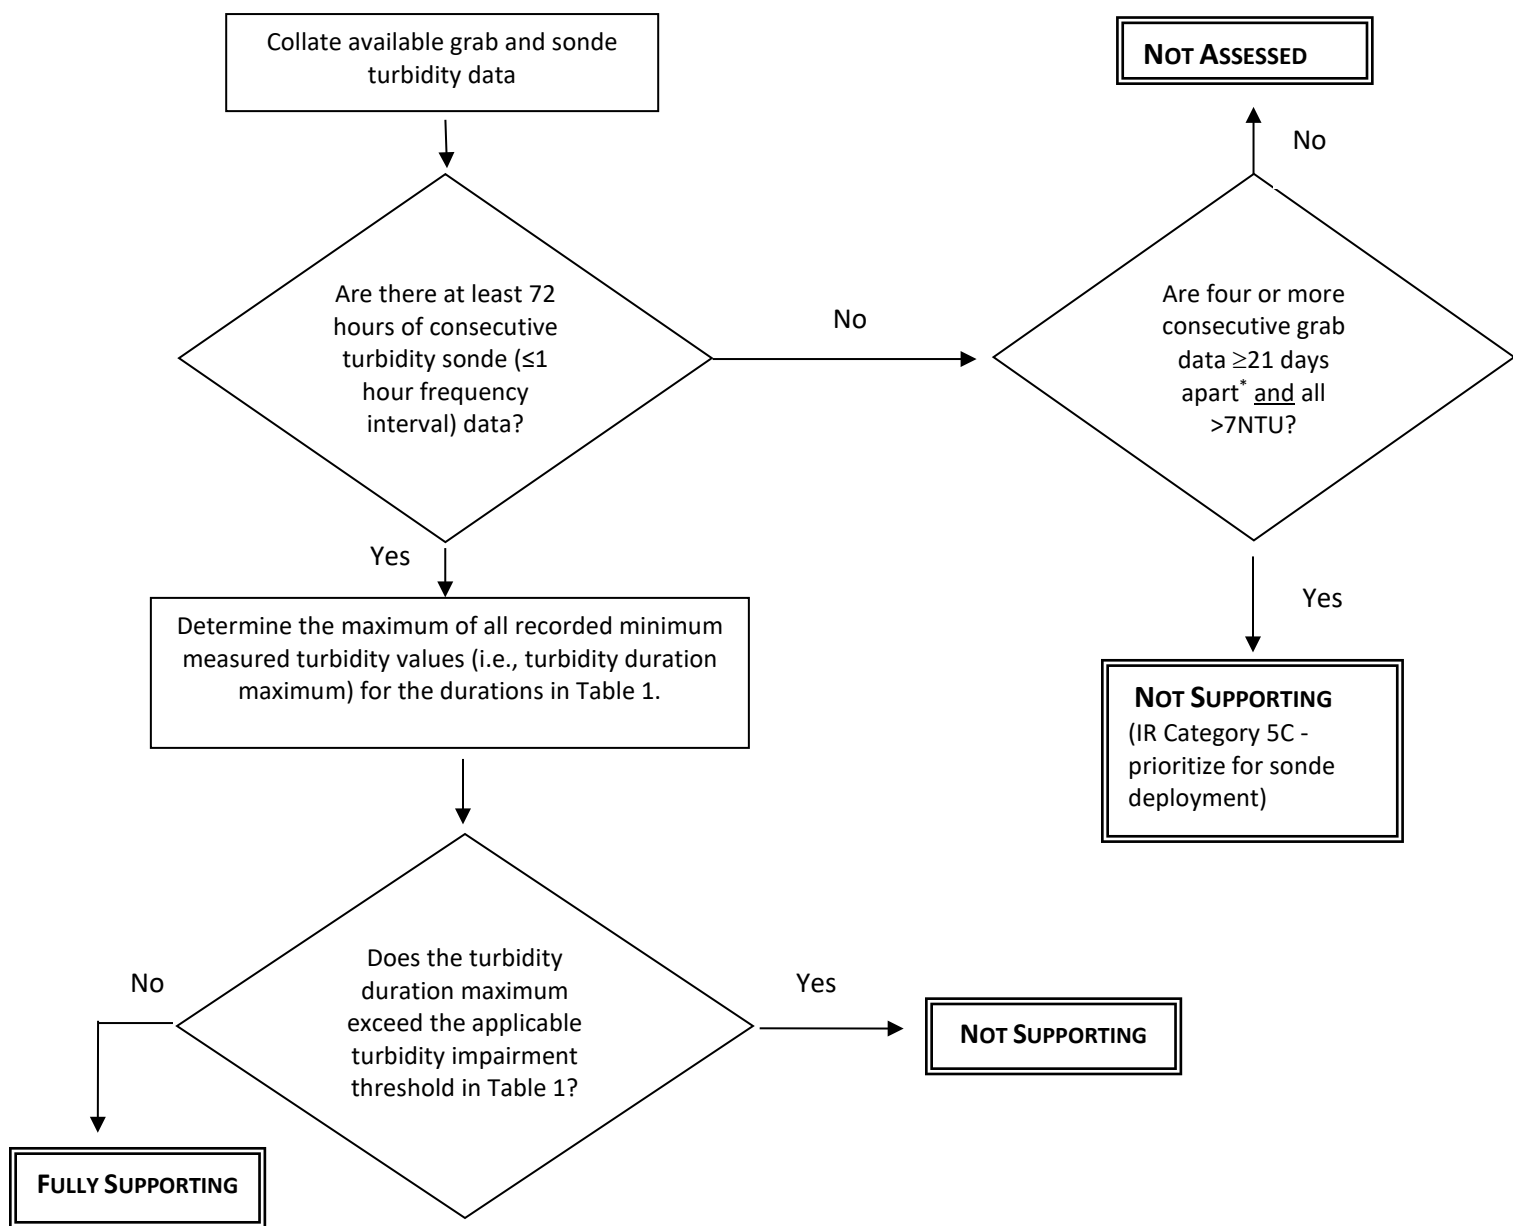 Collate available grab and sonde
turbidity data
NOT ASSESSED
No
Are there at least 72
hours of consecutive
turbidity sonde (≤1
hour frequency
interval) data?
No
Are four or more
consecutive grab
data ≥21 days
apart* and all
>7NTU?
Yes
Yes
Determine the maximum of all recorded minimum
measured turbidity values (i.e., turbidity duration
maximum) for the durations in Table 1.
NOT SUPPORTING
(IR Category 5C -
prioritize for sonde
deployment)
Does the turbidity
duration maximum
exceed the applicable
turbidity impairment
threshold in Table 1?
No
Yes
NOT SUPPORTING
FULLY SUPPORTING